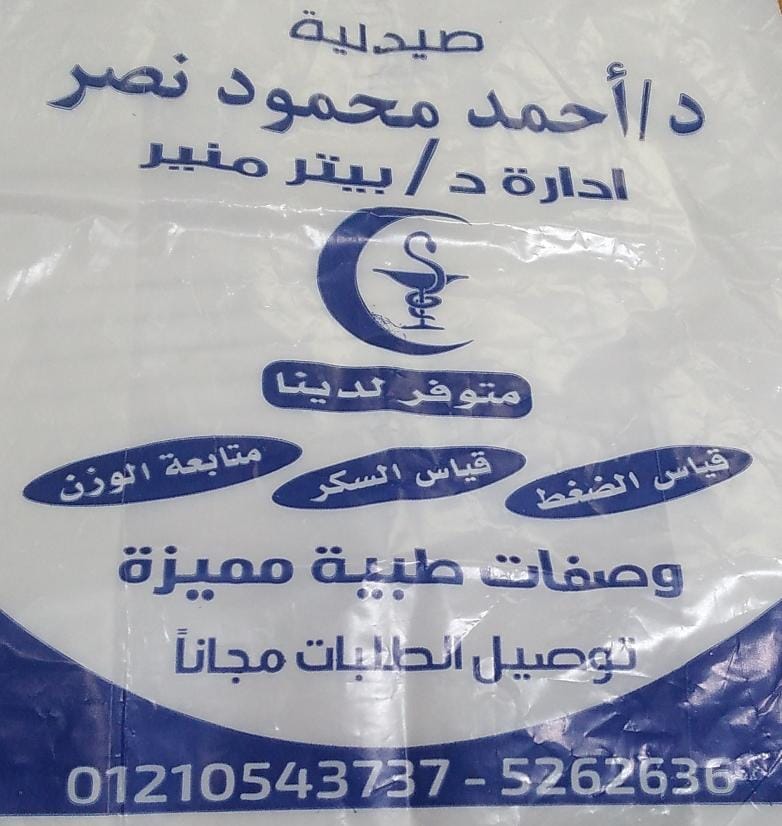 صيدلية
د/أحمد محمود نصر
ادارة د/بيتر منير
متوفر لدينا
قياس الضغط
قياس السكر
متابعة الوزن
وصفات طبية مميزة
توصيل الطلبات مجاناً
01210543737 - 5262636